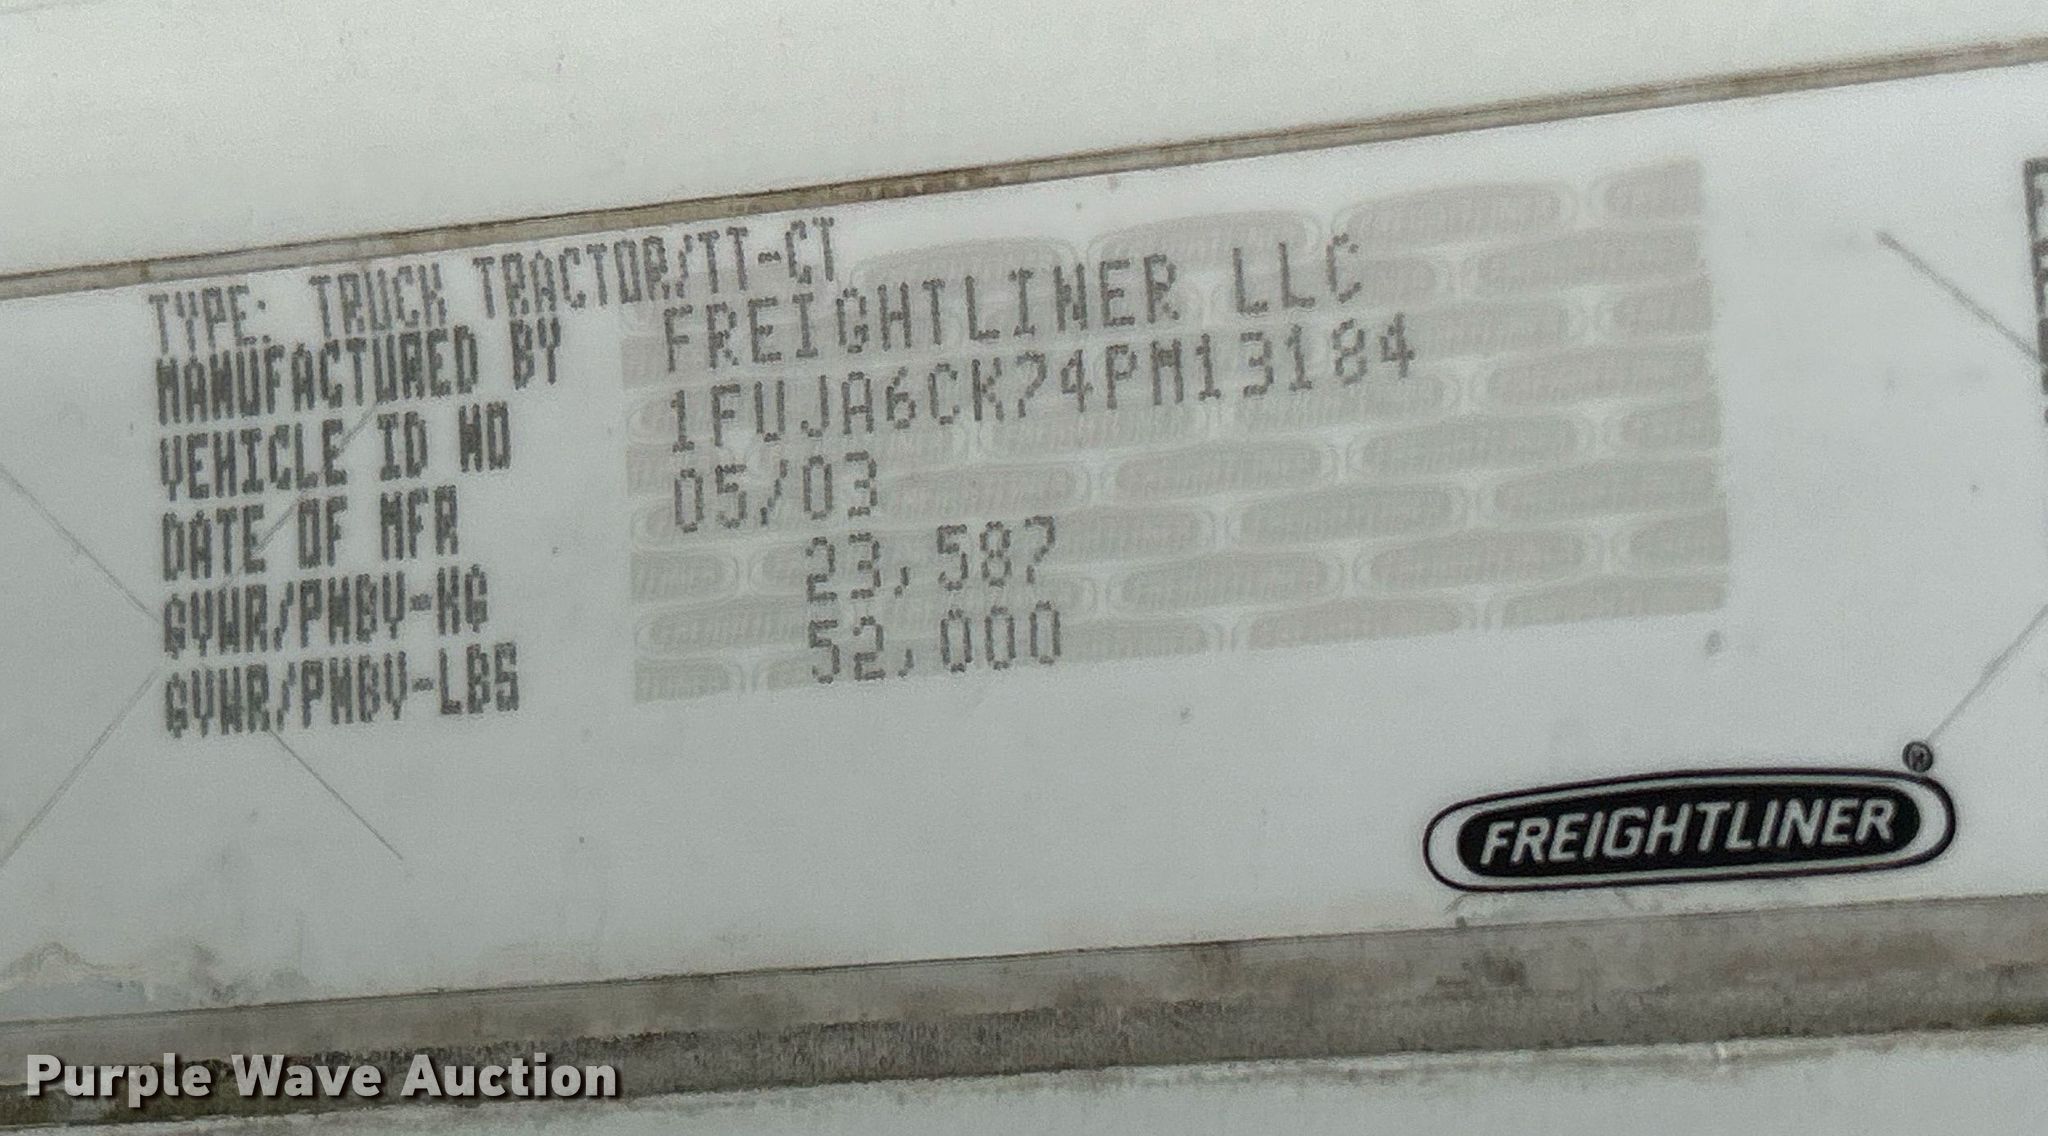 TYPE: TRUCK TRACTOR/TT-CT
MANUFACTURED BY FREIGHTLINER LLC
VEHICLE ID NO 1FUJA6CK74PM13184
DATE OF MFR 05/03
GVWR/PNBV-KG 23,587
GVWR/PNBV-LBS 52,000
FREIGHTLINER®
Purple Wave Auction